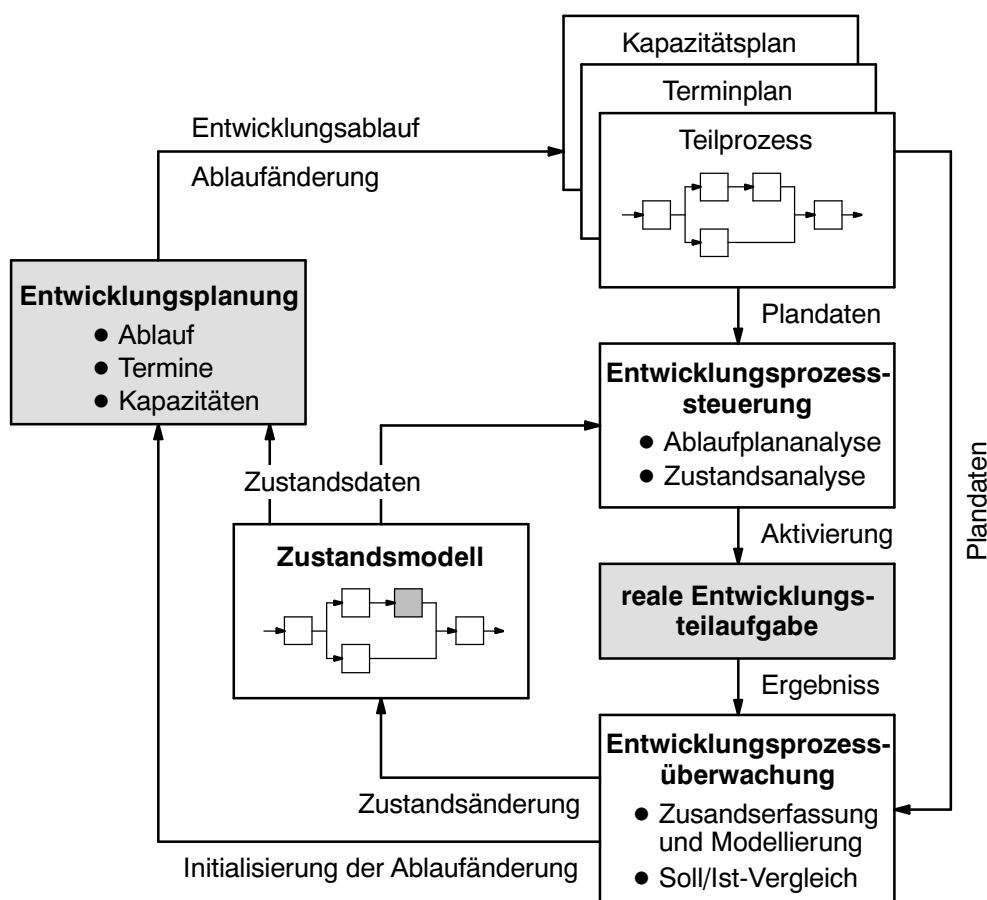 Kapazitätsplan
Terminplan
Teilprozess
Entwicklungsablauf
Ablaufänderung
Entwicklungsplanung
● Ablauf
● Termine
● Kapazitäten
Plandaten
Entwicklungsprozess-
steuerung
● Ablaufplananalyse
● Zustandsanalyse
Plandaten
Zustandsdaten
Aktivierung
Zustandsmodell
reale Entwicklungs-
teilaufgabe
Ergebniss
Entwicklungsprozess-
überwachung
● Zusandserfassung
und Modellierung
● Soll/Ist-Vergleich
Zustandsänderung
Initialisierung der Ablaufänderung